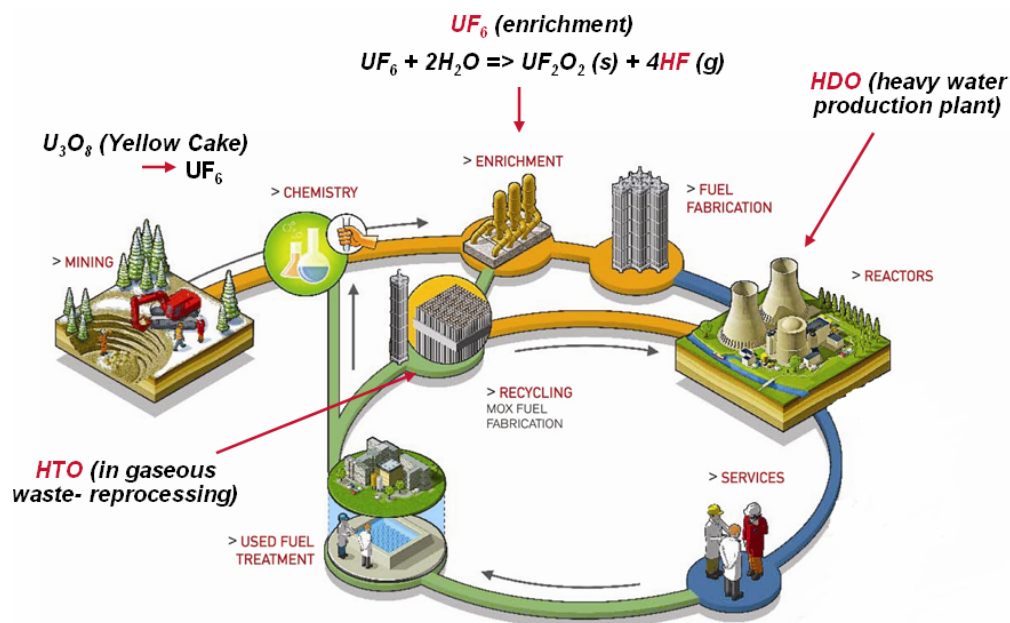 UF₆ (enrichment)
UF₆ + 2H₂O => UF₂O₂ (s) + 4HF (g)
HDO (heavy water
production plant)
U₃O₈ (Yellow Cake)
UF₆
> ENRICHMENT
> CHEMISTRY
> FUEL
FABRICATION
> MINING
> REACTORS
> RECYCLING
MOX FUEL
FABRICATION
HTO (in gaseous
waste- reprocessing)
> SERVICES
> USED FUEL
TREATMENT